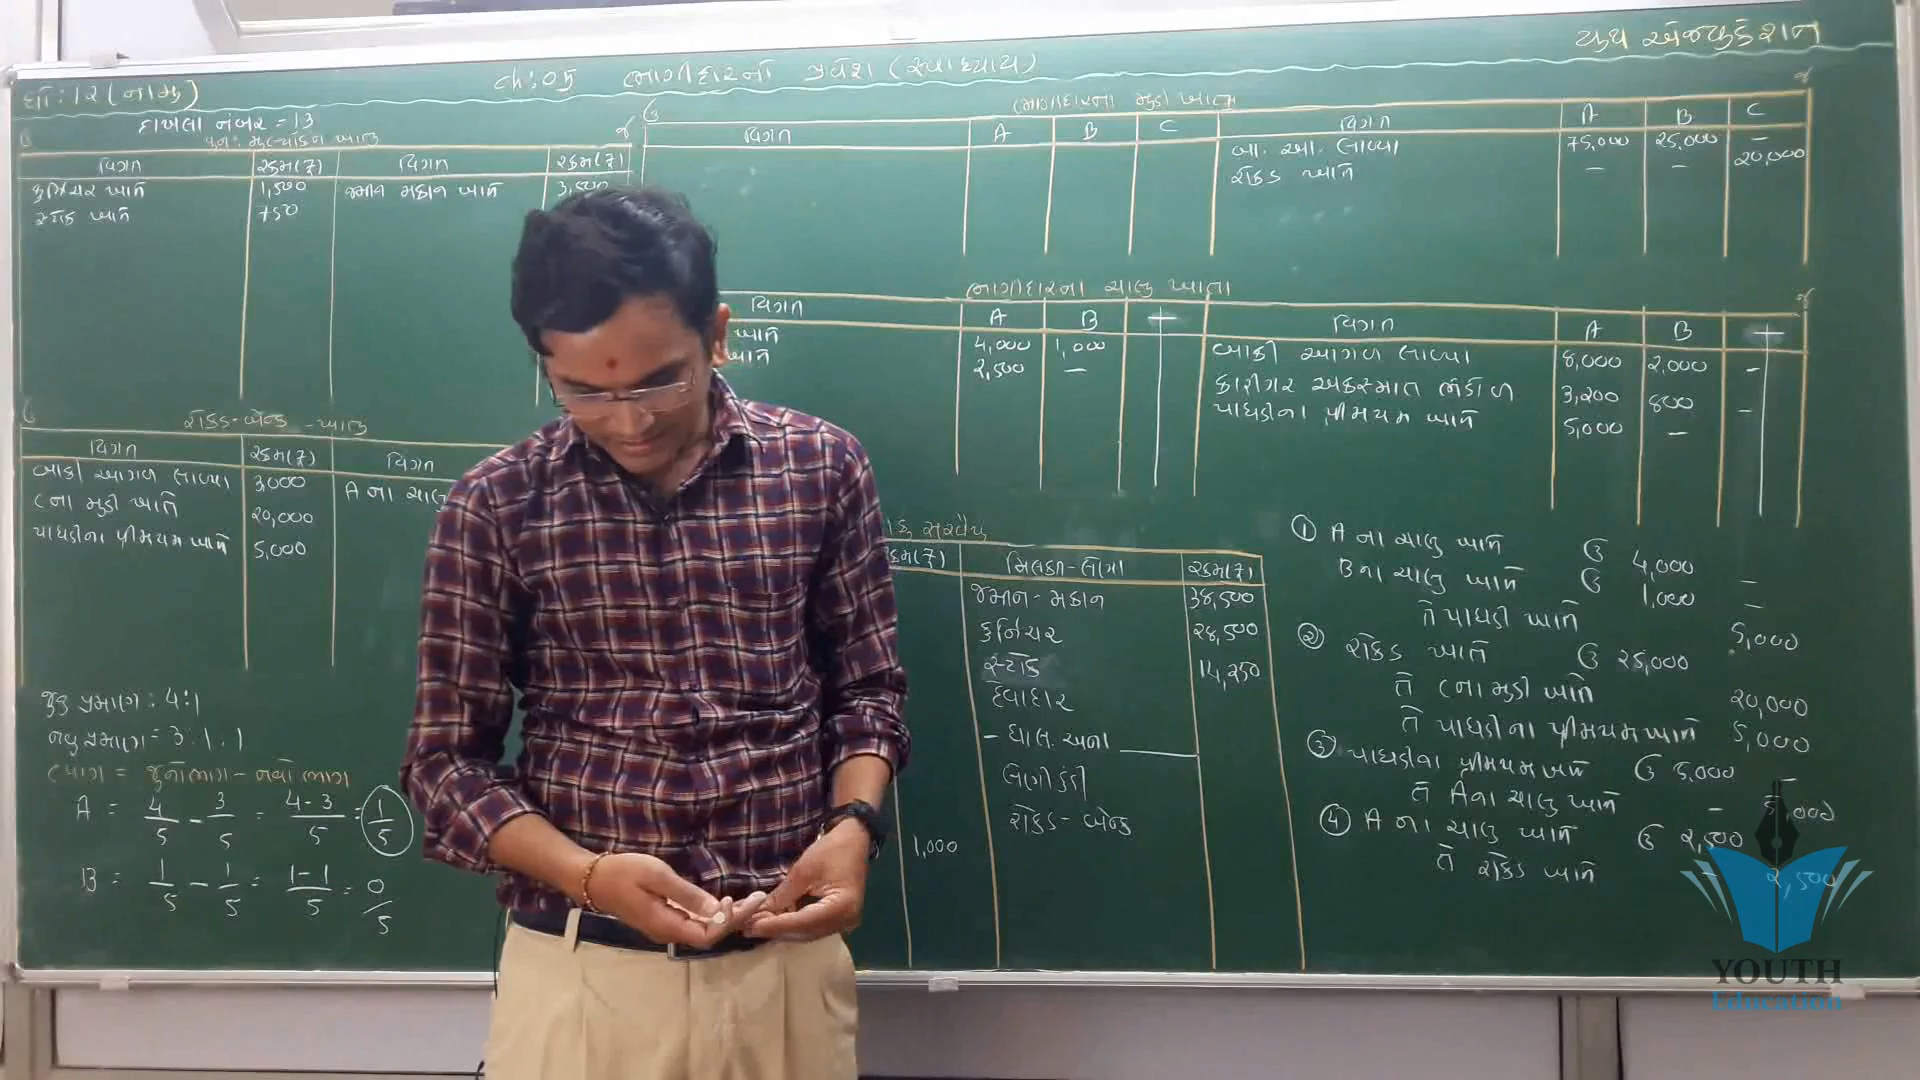 યુથ એજ્યુકેશન
ધો:12 (નામું)
ch:05 ભાગીદારનો પ્રવેશ (સ્વાધ્યાય)
દાખલા નંબર = 13
પુનઃ મૂલ્યાંકન ખાતું
ઉ જ
વિગત રકમ(₹) વિગત રકમ(₹)
ફર્નિચર ખાતે 1,500 જમીન મકાન ખાતે 3,500
સ્ટોક ખાતે 750
ભાગીદારના મૂડી ખાતા
ઉ જ
વિગત A B C વિગત A B C
બા. આ. લાવ્યા 75,000 25,000 –
રોકડ ખાતે – – 20,000
ભાગીદારના ચાલુ ખાતા
જ
વિગત A B વિગત A B
ખાતે 4,000 1,000 બાકી આગળ લાવ્યા 8,000 2,000 –
ખાતે 2,500 – કારીગર અકસ્માત ભંડોળ 3,200 800 –
પાઘડીના પ્રીમિયમ ખાતે 5,000 –
રોકડ-બેન્ક-ખાતું
ઉ
વિગત રકમ(₹) વિગત
બાકી આગળ લાવ્યા 3,000 A ના ચાલુ
C ના મૂડી ખાતે 20,000
પાઘડીના પ્રીમિયમ ખાતે 5,000
સરવૈયું
રકમ(₹) મિલકત-લેણાં રકમ(₹)
જમીન-મકાન 38,500
ફર્નિચર 28,500
સ્ટોક 14,250
દેવાદાર
- ઘાલ. અના
લેણીહૂંડી
રોકડ-બેન્ક
1,000
જુનું પ્રમાણ: 4:1
નવું પ્રમાણ = 3:1:1
ત્યાગ = જુનો ભાગ - નવો ભાગ
A = 4/5 - 3/5 = 4-3/5 = 1/5
B = 1/5 - 1/5 = 1-1/5 = 0/5
① A ના ચાલુ ખાતે ઉ 4,000 –
B ના ચાલુ ખાતે ઉ 1,000 –
તે પાઘડી ખાતે 5,000
② રોકડ ખાતે ઉ 25,000
તે C ના મૂડી ખાતે 20,000
તે પાઘડીના પ્રીમિયમ ખાતે 5,000
③ પાઘડીના પ્રીમિયમ ખાતે ઉ 5,000 –
તે A ના ચાલુ ખાતે – 5,000
④ A ના ચાલુ ખાતે ઉ 2,500
તે રોકડ ખાતે – 2,500
YOUTH
Education